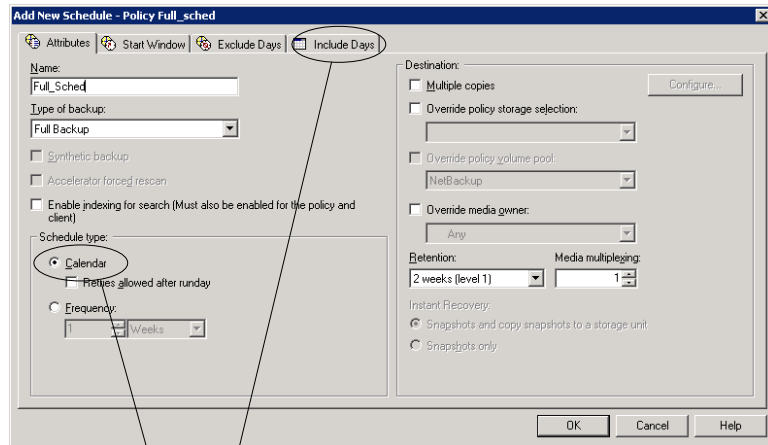 Add New Schedule - Policy Full_sched
Attributes
Start Window
Exclude Days
Include Days
Name:
Full_Sched
Type of backup:
Full Backup
Synthetic backup
Accelerator forced rescan
Enable indexing for search (Must also be enabled for the policy and
client)
Schedule type:
Calendar
Retries allowed after runday
Frequency:
1 Weeks
Destination:
Multiple copies
Configure...
Override policy storage selection:
Override policy volume pool:
NetBackup
Override media owner:
Any
Retention:
Media multiplexing:
2 weeks (level 1)
1
Instant Recovery:
Snapshots and copy snapshots to a storage unit
Snapshots only
OK
Cancel
Help